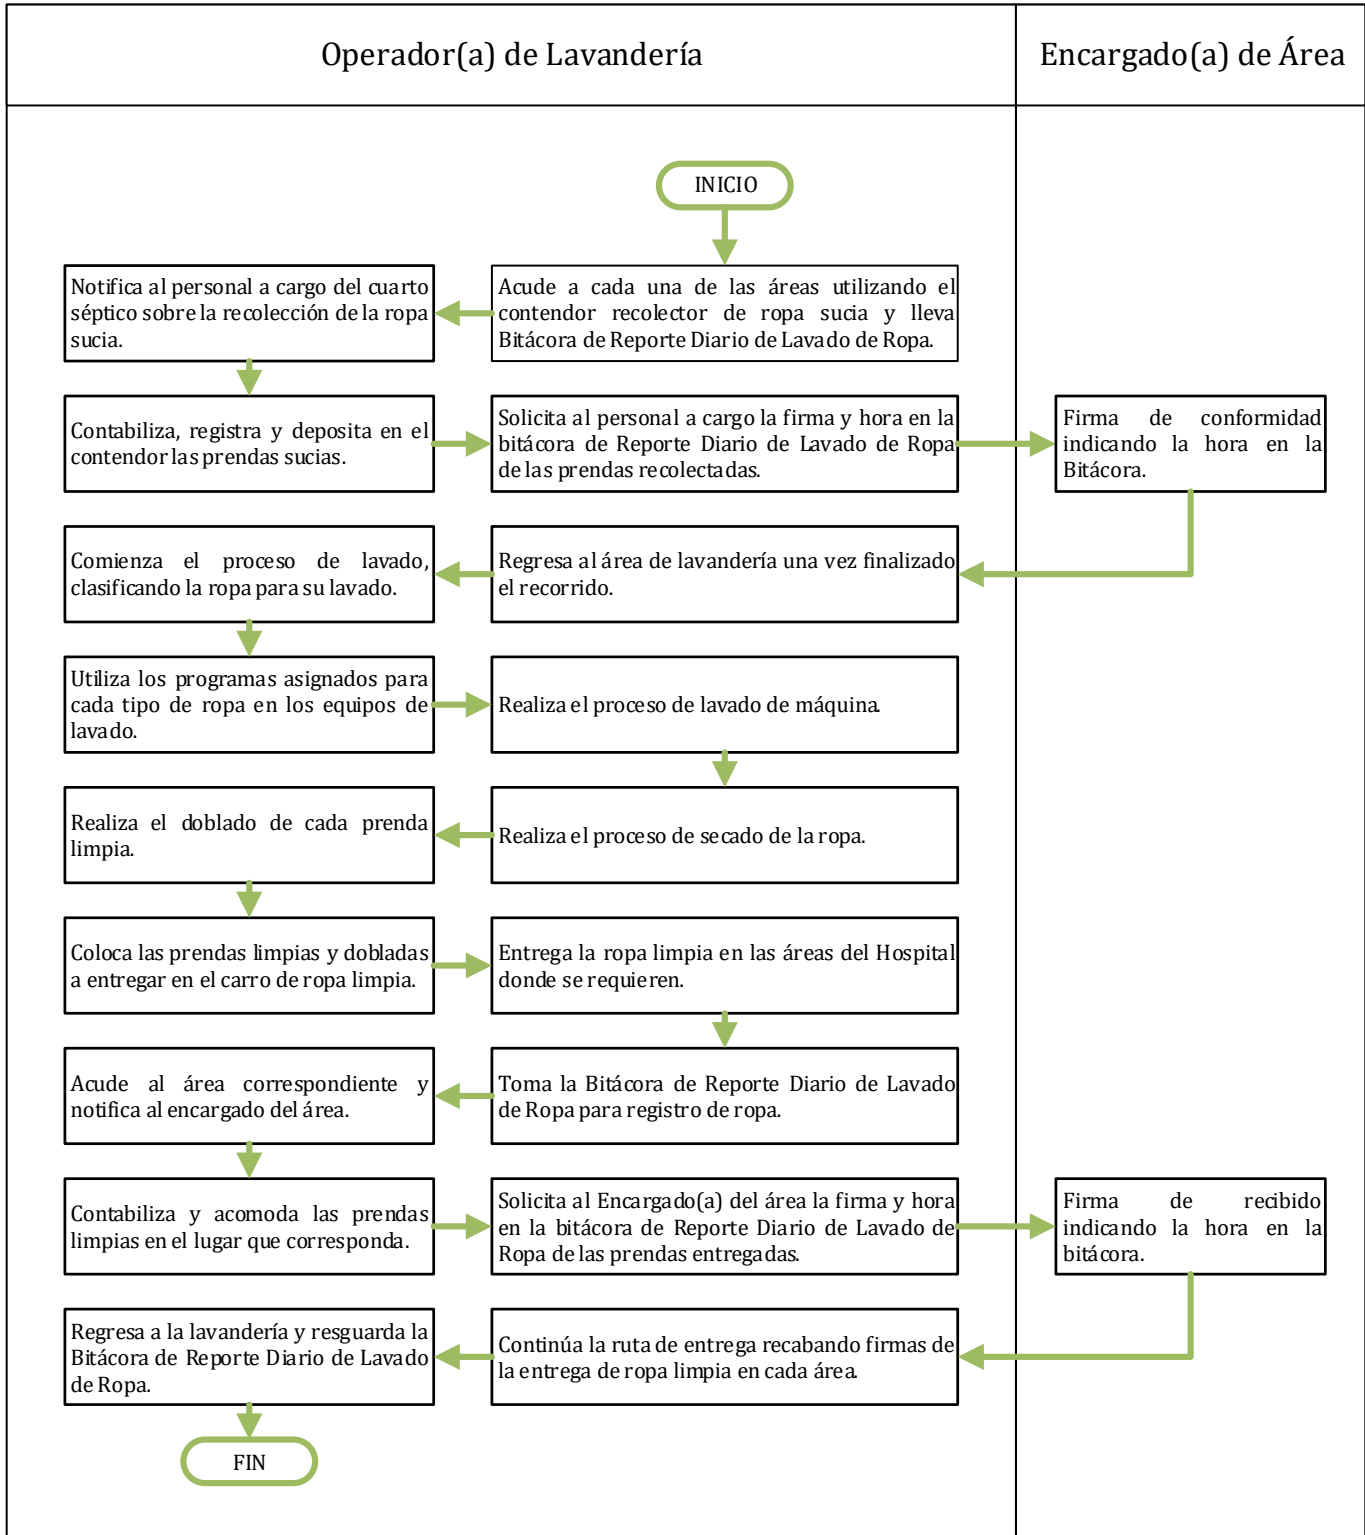 Operador(a) de Lavandería
Encargado(a) de Área
INICIO
Acude a cada una de las áreas utilizando el
contendor recolector de ropa sucia y lleva
Bitácora de Reporte Diario de Lavado de Ropa.
Notifica al personal a cargo del cuarto
séptico sobre la recolección de la ropa
sucia.
Contabiliza, registra y deposita en el
contendor las prendas sucias.
Solicita al personal a cargo la firma y hora en la
bitácora de Reporte Diario de Lavado de Ropa
de las prendas recolectadas.
Firma de conformidad
indicando la hora en la
Bitácora.
Regresa al área de lavandería una vez finalizado
el recorrido.
Comienza el proceso de lavado,
clasificando la ropa para su lavado.
Utiliza los programas asignados para
cada tipo de ropa en los equipos de
lavado.
Realiza el proceso de lavado de máquina.
Realiza el proceso de secado de la ropa.
Realiza el doblado de cada prenda
limpia.
Coloca las prendas limpias y dobladas
a entregar en el carro de ropa limpia.
Entrega la ropa limpia en las áreas del Hospital
donde se requieren.
Toma la Bitácora de Reporte Diario de Lavado
de Ropa para registro de ropa.
Acude al área correspondiente y
notifica al encargado del área.
Contabiliza y acomoda las prendas
limpias en el lugar que corresponda.
Solicita al Encargado(a) del área la firma y hora
en la bitácora de Reporte Diario de Lavado de
Ropa de las prendas entregadas.
Firma de recibido
indicando la hora en la
bitácora.
Continúa la ruta de entrega recabando firmas de
la entrega de ropa limpia en cada área.
Regresa a la lavandería y resguarda la
Bitácora de Reporte Diario de Lavado
de Ropa.
FIN